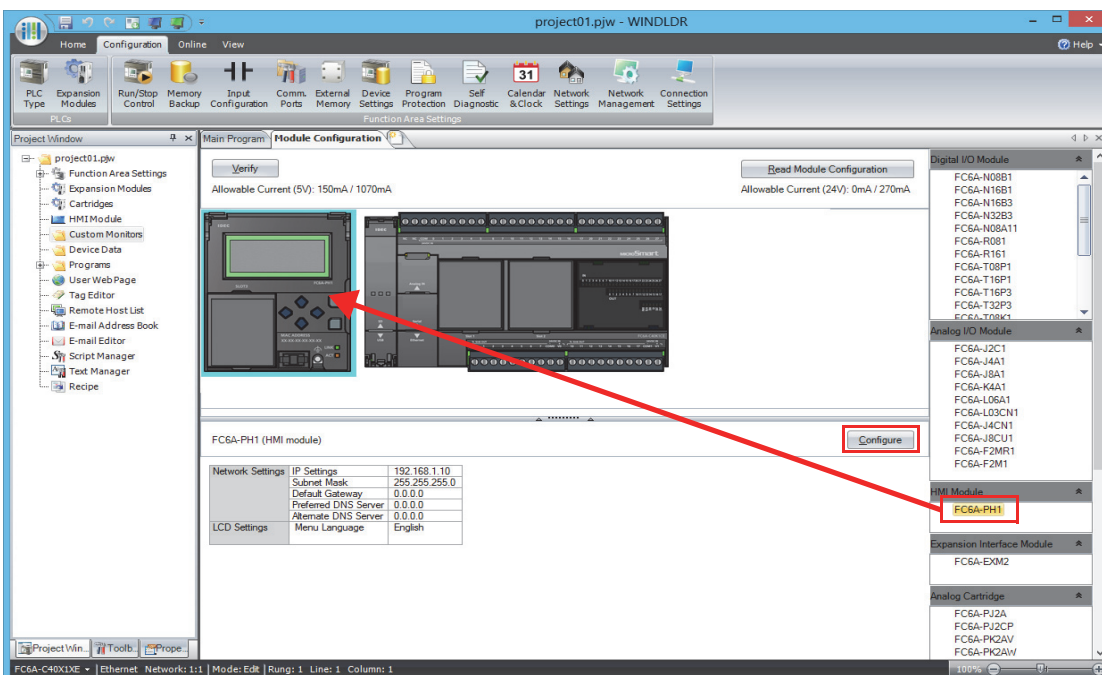 project01.pjw - WINDLDR
Home Configuration Online View Help
PLC Type
Expansion Modules
Run/Stop Control
Memory Backup
Input Configuration
Comm. Ports
External Memory
Device Settings
Program Protection
Self Diagnostic
31
Calendar & Clock
Network Settings
Network Management
Connection Settings
PLCs
Function Area Settings
Project Window
project01.pjw
Function Area Settings
Expansion Modules
Cartridges
HMI Module
Custom Monitors
Device Data
Programs
User Web Page
Tag Editor
Remote Host List
E-mail Address Book
E-mail Editor
Script Manager
Text Manager
Recipe
Project Win...
Toolb...
Prope...
Main Program
Module Configuration
Verify
Read Module Configuration
Allowable Current (5V): 150mA / 1070mA
Allowable Current (24V): 0mA / 270mA
FC6A-PH1 (HMI module)
Configure
Network Settings IP Settings 192.168.1.10
Subnet Mask 255.255.255.0
Default Gateway 0.0.0.0
Preferred DNS Server 0.0.0.0
Alternate DNS Server 0.0.0.0
LCD Settings Menu Language English
Digital I/O Module
FC6A-N08B1
FC6A-N16B1
FC6A-N16B3
FC6A-N32B3
FC6A-N08A11
FC6A-R081
FC6A-R161
FC6A-T08P1
FC6A-T16P1
FC6A-T16P3
FC6A-T32P3
FC6A-T08K1
Analog I/O Module
FC6A-J2C1
FC6A-J4A1
FC6A-J8A1
FC6A-K4A1
FC6A-L06A1
FC6A-L03CN1
FC6A-J4CN1
FC6A-J8CU1
FC6A-F2MR1
FC6A-F2M1
HMI Module
FC6A-PH1
Expansion Interface Module
FC6A-EXM2
Analog Cartridge
FC6A-PJ2A
FC6A-PJ2CP
FC6A-PK2AV
FC6A-PK2AW
FC6A-C40X1XE Ethernet Network: 1:1 | Mode: Edit | Rung: 1 Line: 1 Column: 1
100%